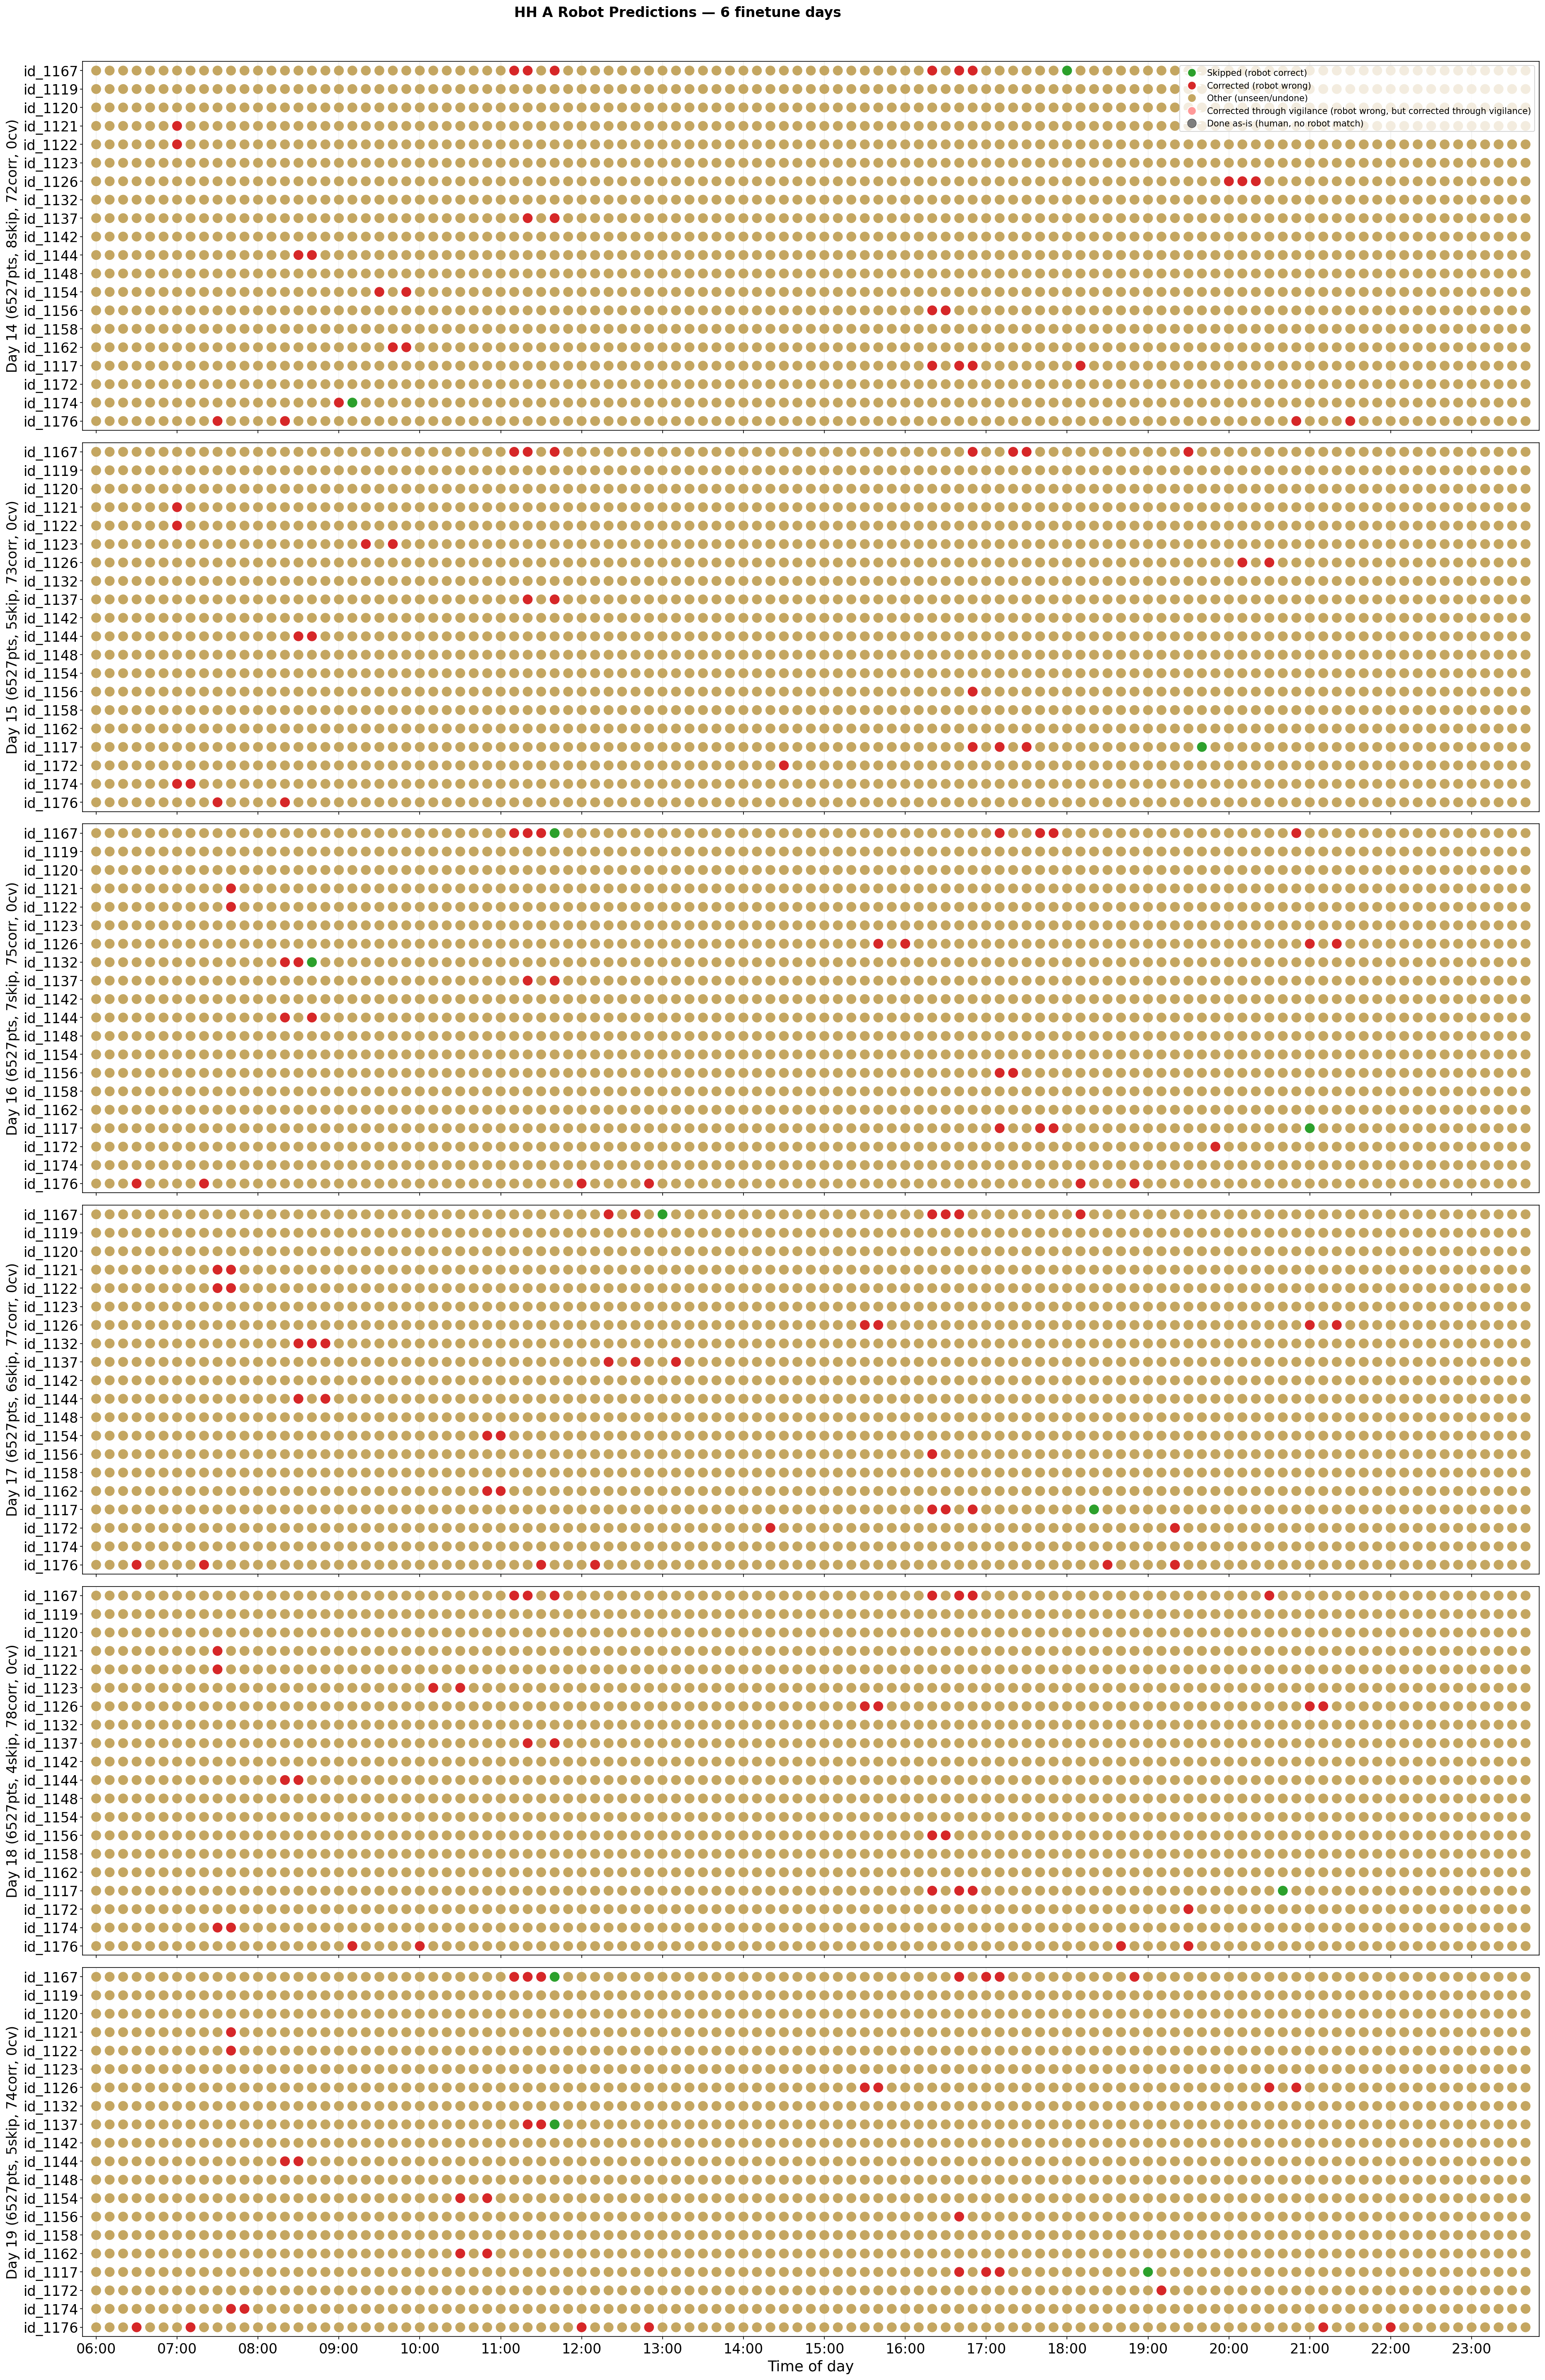 HH A Robot Predictions — 6 finetune days
Skipped (robot correct)
Corrected (robot wrong)
Other (unseen/undone)
Corrected through vigilance (robot wrong, but corrected through vigilance)
Done as-is (human, no robot match)
Day 14 (6527pts, 8skip, 72corr, 0cv)
id_1167
id_1119
id_1120
id_1121
id_1122
id_1123
id_1126
id_1132
id_1137
id_1142
id_1144
id_1148
id_1154
id_1156
id_1158
id_1162
id_1117
id_1172
id_1174
id_1176
Day 15 (6527pts, 5skip, 73corr, 0cv)
id_1167
id_1119
id_1120
id_1121
id_1122
id_1123
id_1126
id_1132
id_1137
id_1142
id_1144
id_1148
id_1154
id_1156
id_1158
id_1162
id_1117
id_1172
id_1174
id_1176
Day 16 (6527pts, 7skip, 75corr, 0cv)
id_1167
id_1119
id_1120
id_1121
id_1122
id_1123
id_1126
id_1132
id_1137
id_1142
id_1144
id_1148
id_1154
id_1156
id_1158
id_1162
id_1117
id_1172
id_1174
id_1176
Day 17 (6527pts, 6skip, 77corr, 0cv)
id_1167
id_1119
id_1120
id_1121
id_1122
id_1123
id_1126
id_1132
id_1137
id_1142
id_1144
id_1148
id_1154
id_1156
id_1158
id_1162
id_1117
id_1172
id_1174
id_1176
Day 18 (6527pts, 4skip, 78corr, 0cv)
id_1167
id_1119
id_1120
id_1121
id_1122
id_1123
id_1126
id_1132
id_1137
id_1142
id_1144
id_1148
id_1154
id_1156
id_1158
id_1162
id_1117
id_1172
id_1174
id_1176
Day 19 (6527pts, 5skip, 74corr, 0cv)
id_1167
id_1119
id_1120
id_1121
id_1122
id_1123
id_1126
id_1132
id_1137
id_1142
id_1144
id_1148
id_1154
id_1156
id_1158
id_1162
id_1117
id_1172
id_1174
id_1176
06:00 07:00 08:00 09:00 10:00 11:00 12:00 13:00 14:00 15:00 16:00 17:00 18:00 19:00 20:00 21:00 22:00 23:00
Time of day